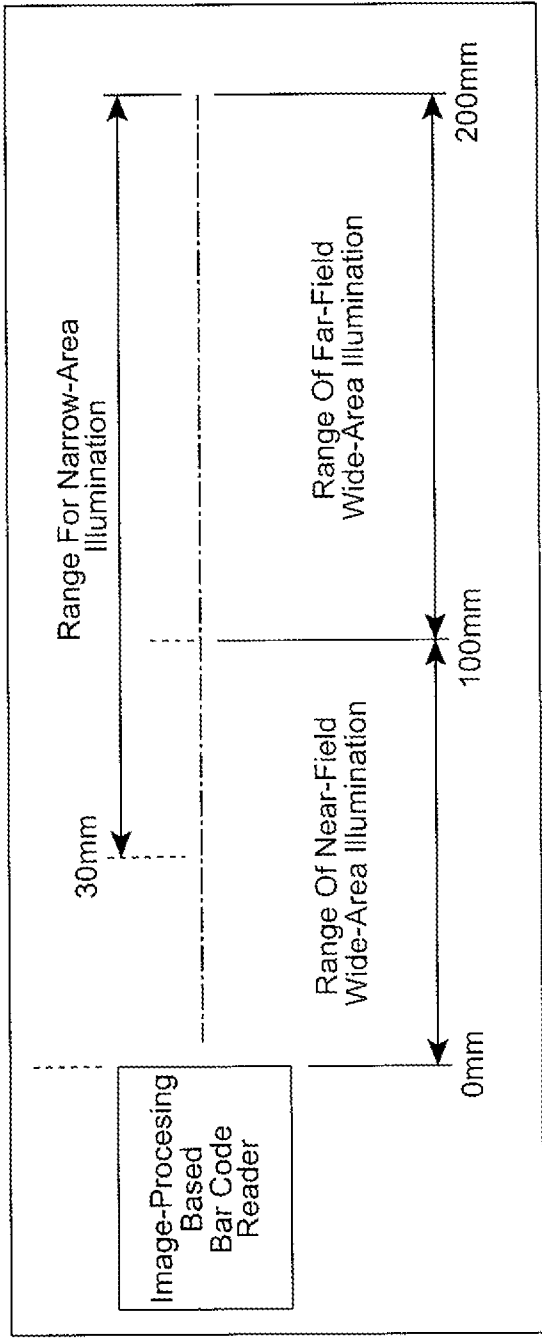 Image-Procesing
Based
Bar Code
Reader
Range For Narrow-Area
Illumination
30mm
Range Of Near-Field
Wide-Area Illumination
Range Of Far-Field
Wide-Area Illumination
0mm
100mm
200mm